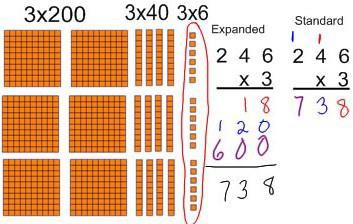 3x200 3x40 3x6
Expanded Standard
1 1
2 4 6 2 4 6
x 3 x 3
1 8 7 3 8
1 2 0
6 0 0
7 3 8